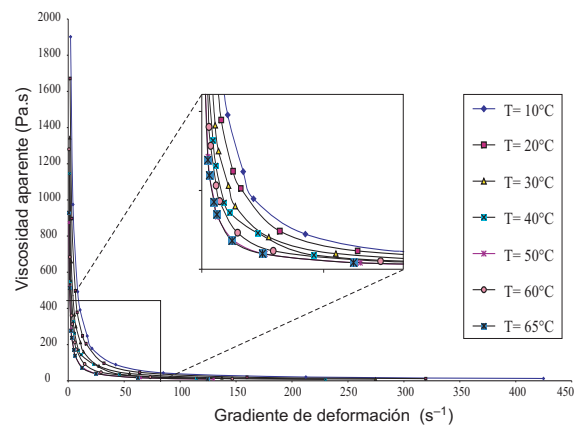 Viscosidad aparente (Pa.s)
2000
1800
1600
1400
1200
1000
800
600
400
200
0
0 50 100 150 200 250 300 350 400 450
Gradiente de deformación (s⁻¹)
T= 10°C
T= 20°C
T= 30°C
T= 40°C
T= 50°C
T= 60°C
T= 65°C